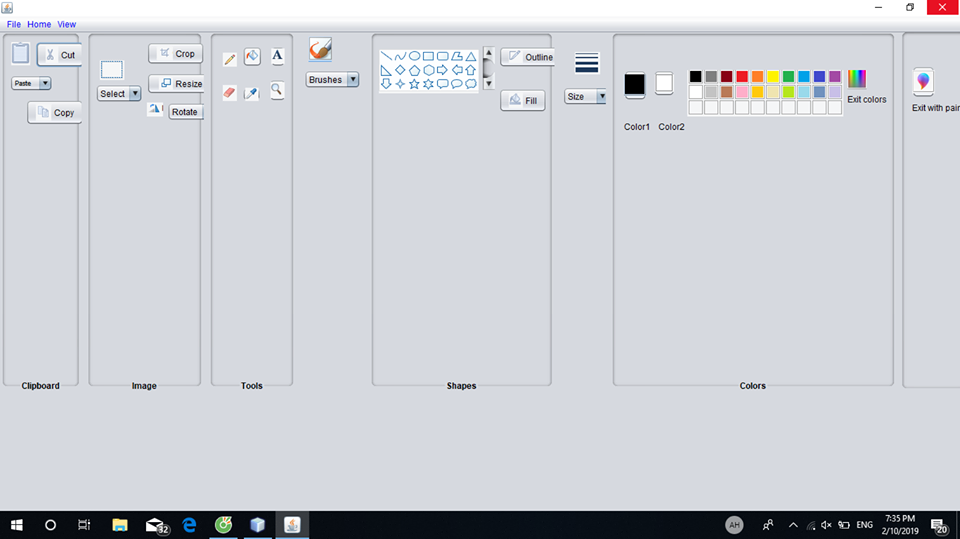 File Home View
Cut
Paste
Copy
Clipboard
Crop
Select
Resize
Rotate
Image
A
Tools
Brushes
Outline
Fill
Shapes
Size
Color1 Color2
Exit colors
Colors
Exit with pain
32
AH
ENG
7:35 PM
2/10/2019
20